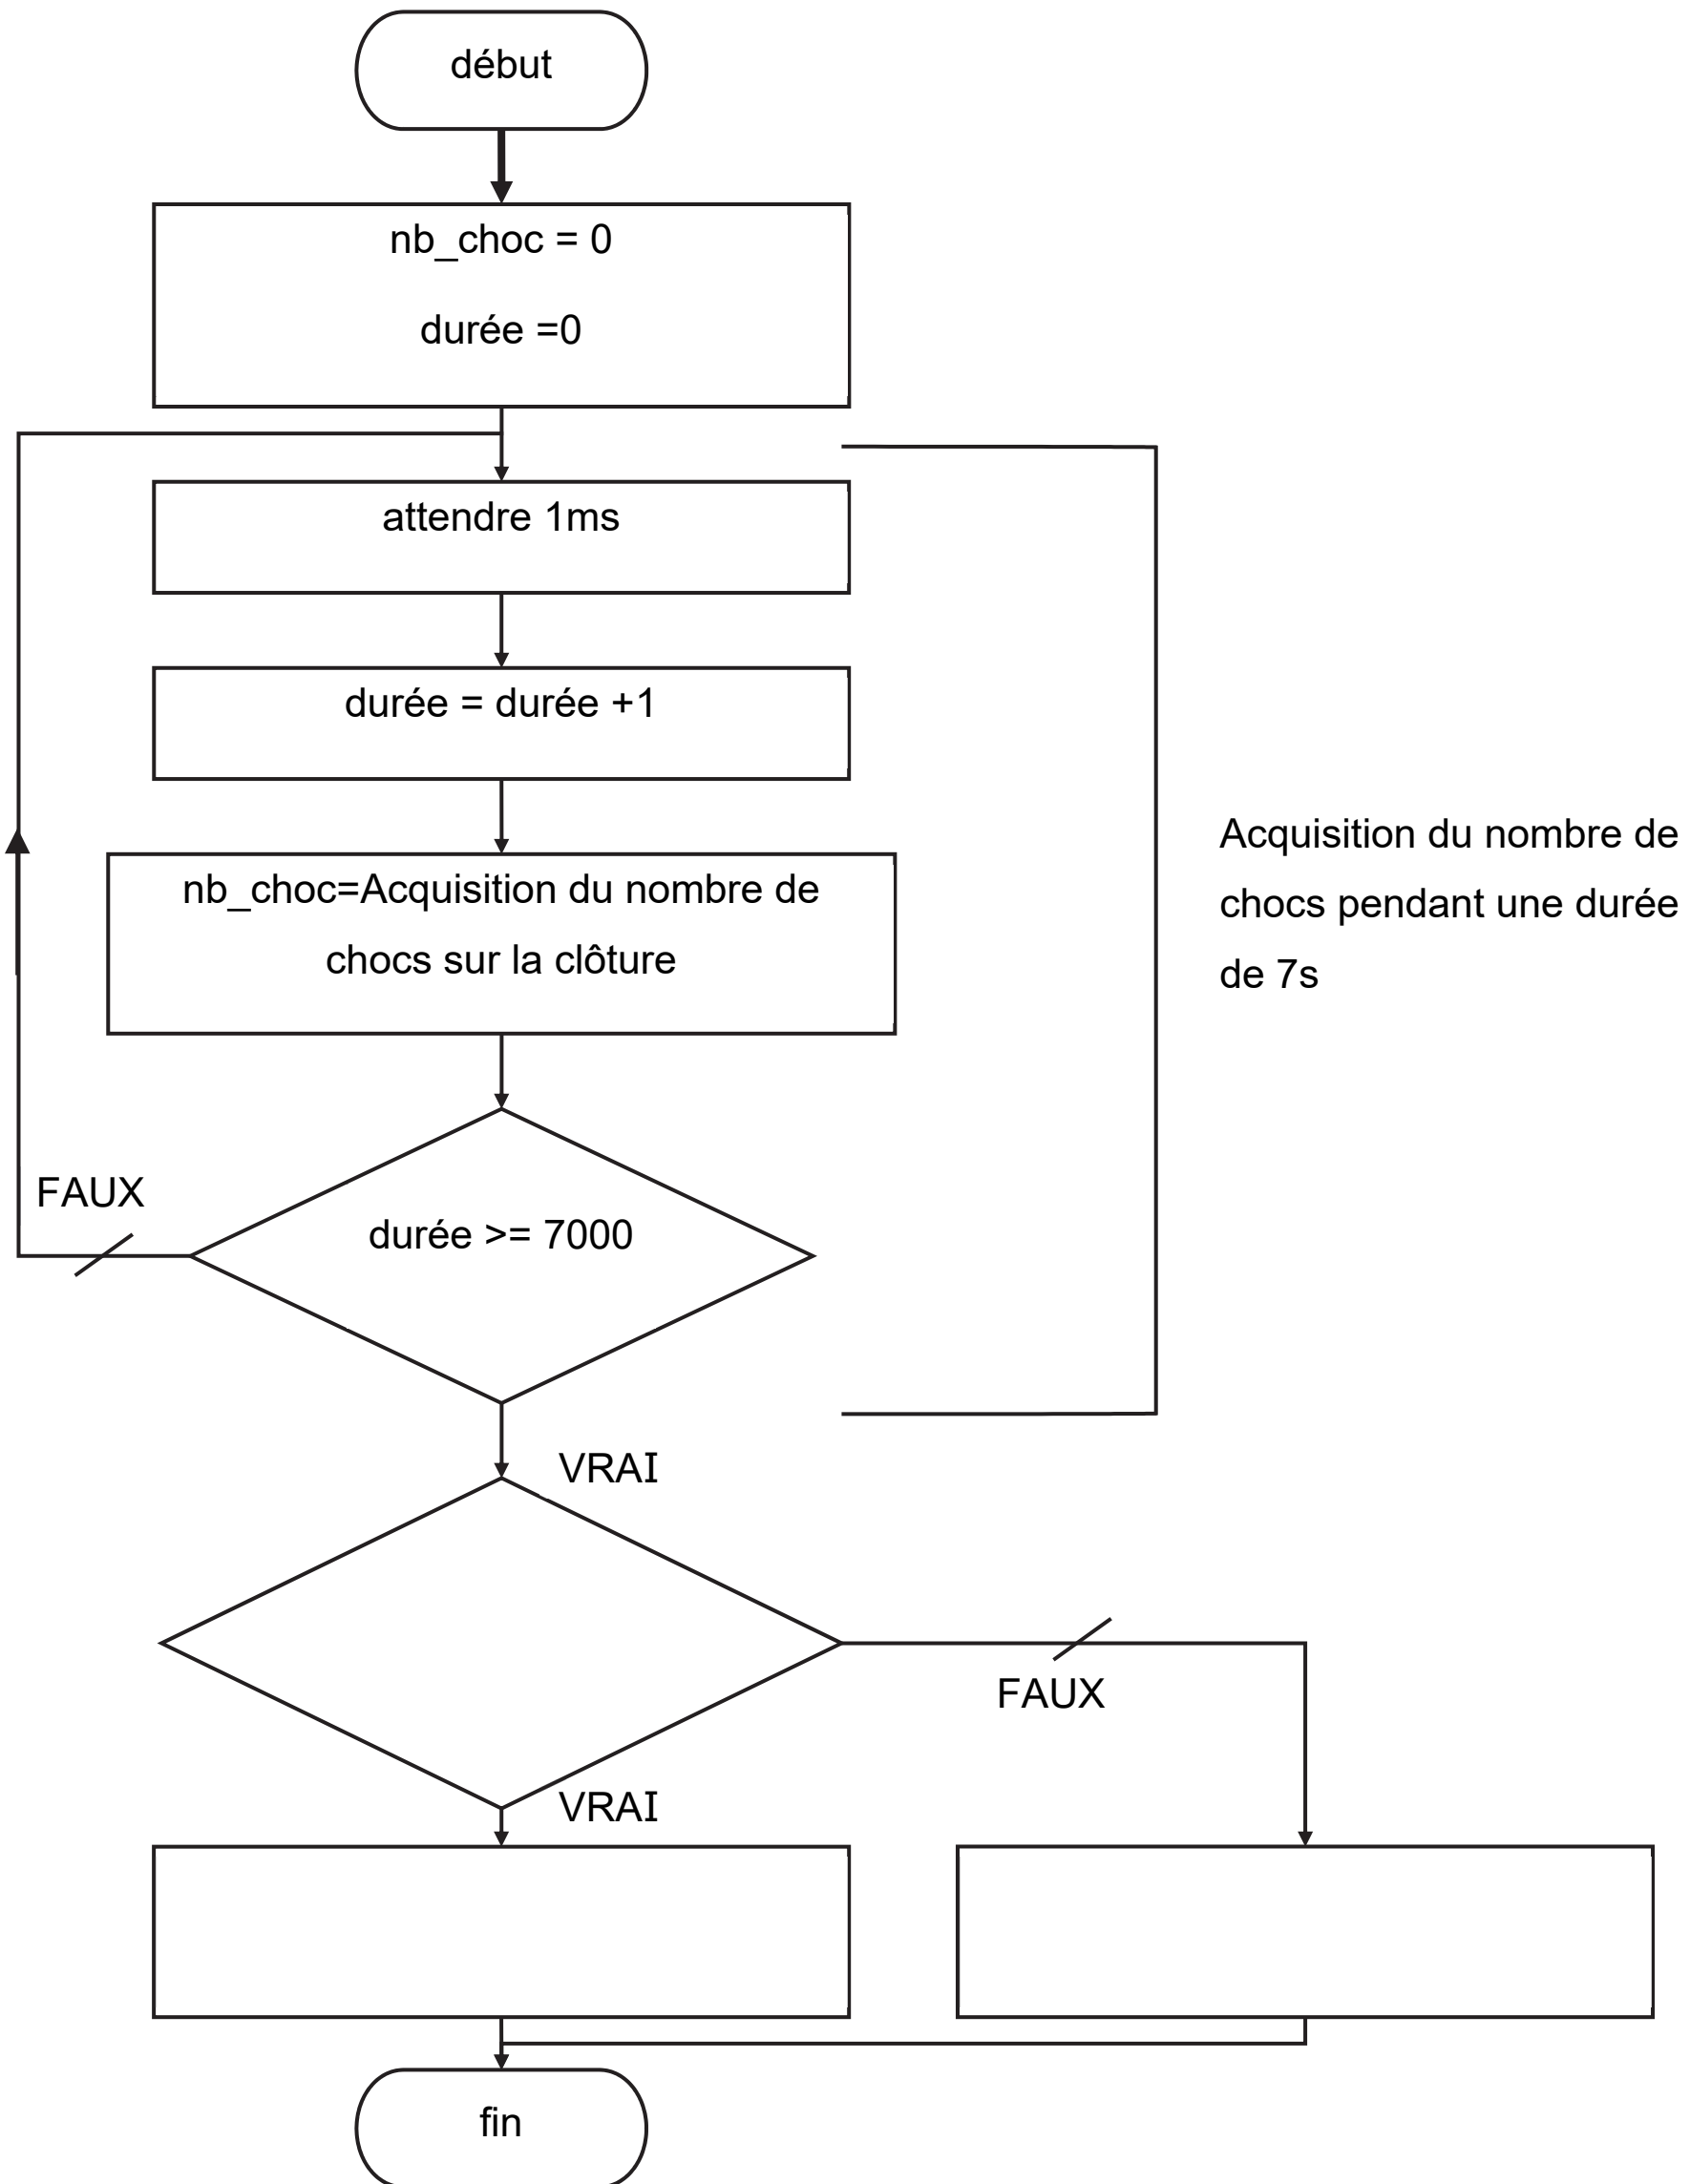 début
nb_choc = 0
durée =0
attendre 1ms
durée = durée +1
nb_choc=Acquisition du nombre de
chocs sur la clôture
Acquisition du nombre de
chocs pendant une durée
de 7s
FAUX
durée >= 7000
VRAI
FAUX
VRAI
fin